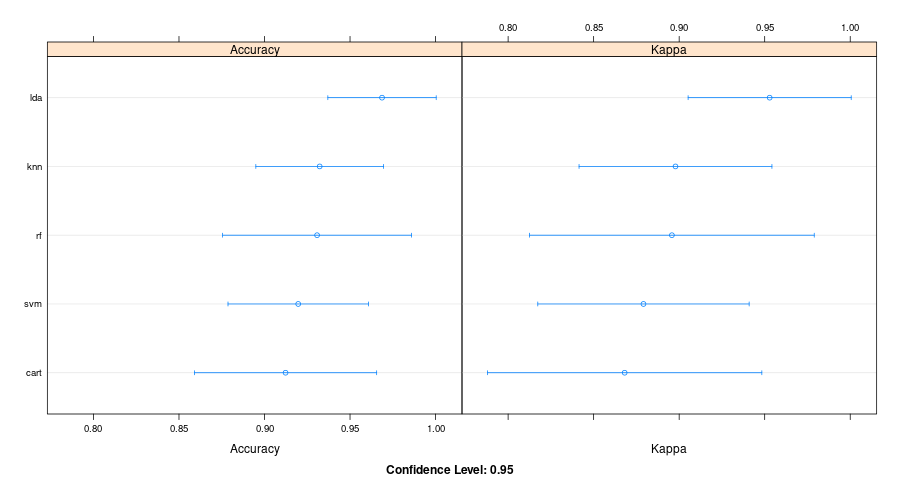 0.80 0.85 0.90 0.95 1.00
Accuracy Kappa
lda
knn
rf
svm
cart
0.80 0.85 0.90 0.95 1.00
Accuracy Kappa
Confidence Level: 0.95